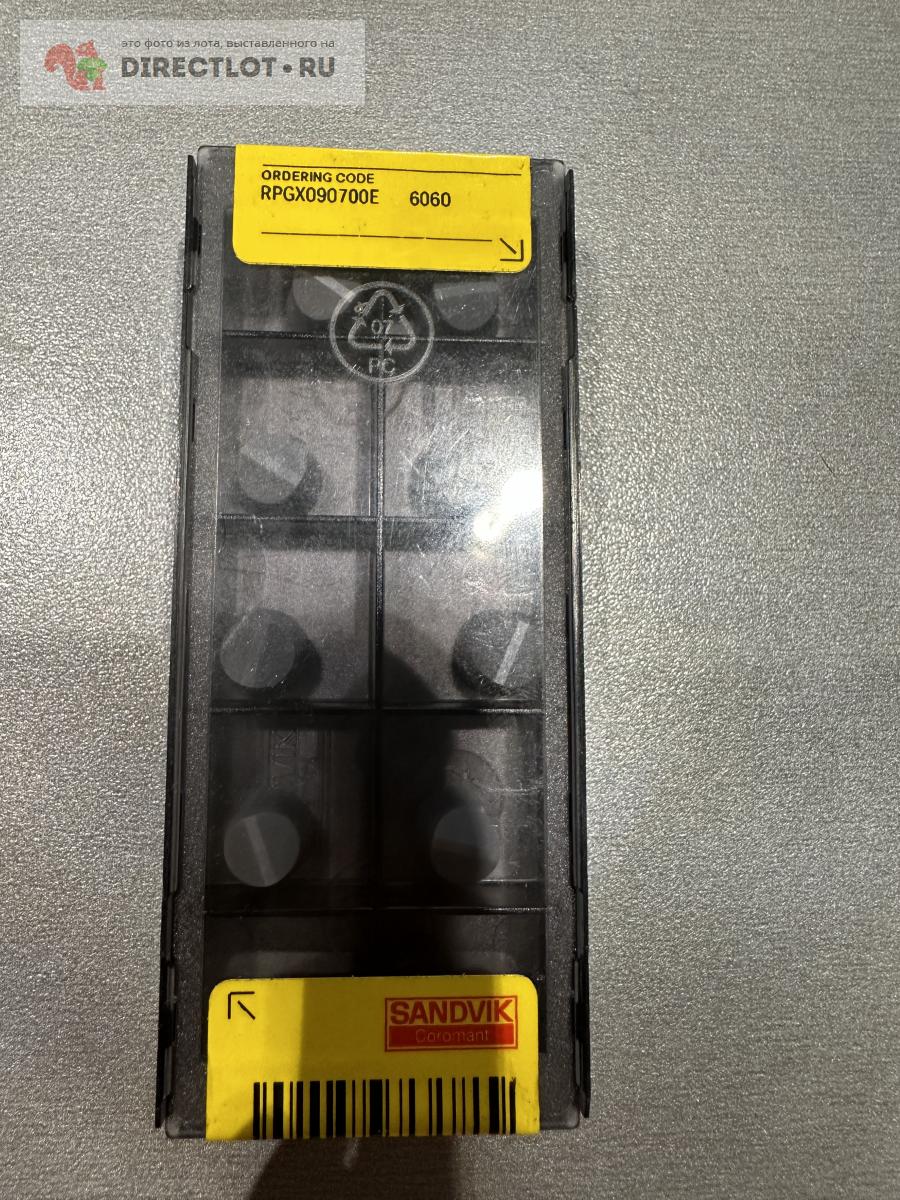 это фото из лота, выставленного на
DIRECTLOT.RU
ORDERING CODE
RPGX090700E 6060
07
PC
SANDVIK
Coromant